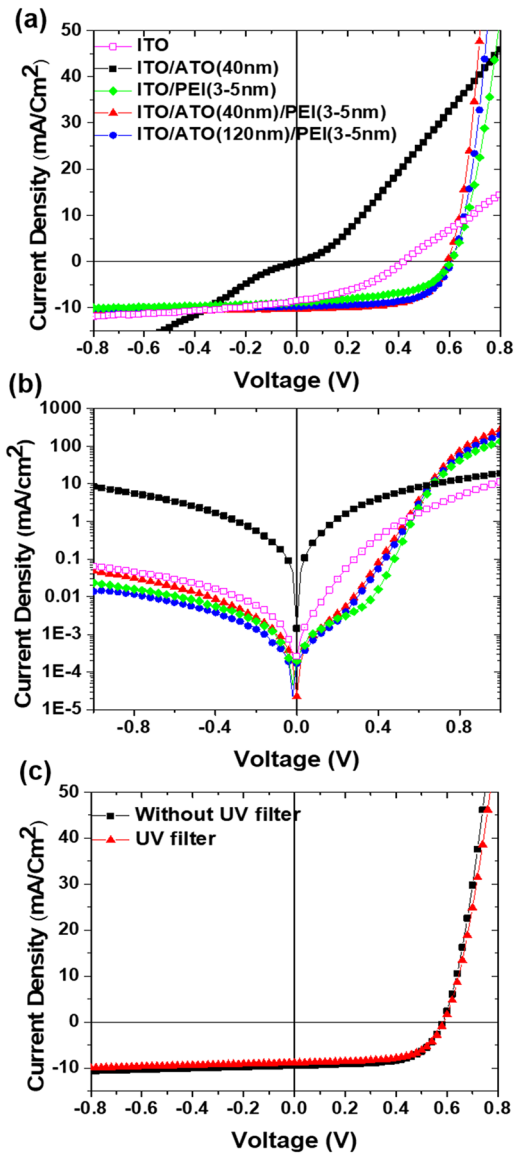 (a)
50
40
30
20
10
0
-10
Current Density (mA/Cm2)
ITO
ITO/ATO(40nm)
ITO/PEI(3-5nm)
ITO/ATO(40nm)/PEI(3-5nm)
ITO/ATO(120nm)/PEI(3-5nm)
-0.8 -0.6 -0.4 -0.2 0.0 0.2 0.4 0.6 0.8
Voltage (V)
(b)
1000
100
10
1
0.1
0.01
1E-3
1E-4
1E-5
Current Density (mA/cm2)
-0.8 -0.4 0.0 0.4 0.8
Voltage (V)
(c)
50
40
30
20
10
0
-10
Current Density (mA/Cm2)
Without UV filter
UV filter
-0.8 -0.6 -0.4 -0.2 0.0 0.2 0.4 0.6 0.8
Voltage (V)